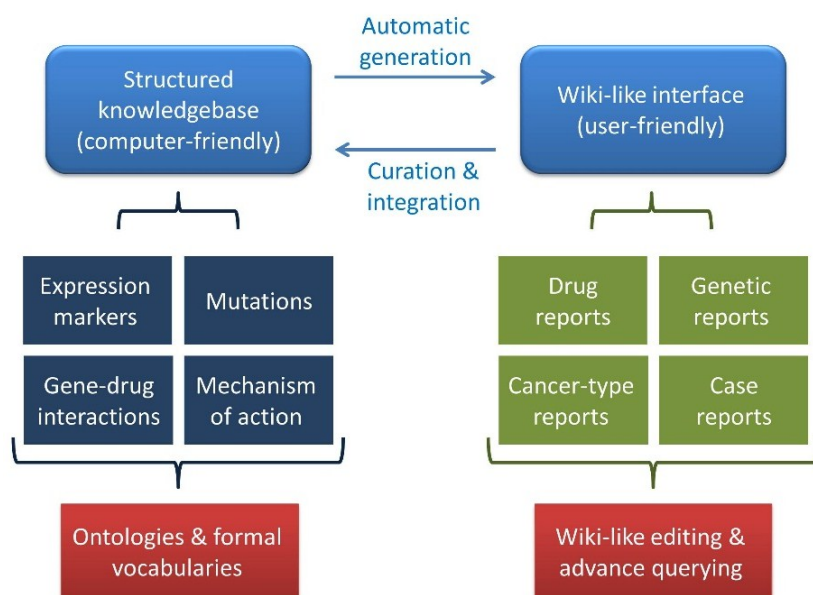 Automatic
generation
Structured
knowledgebase
(computer-friendly)
Wiki-like interface
(user-friendly)
Curation &
integration
Expression
markers
Mutations
Drug
reports
Genetic
reports
Gene-drug
interactions
Mechanism
of action
Cancer-type
reports
Case
reports
Ontologies & formal
vocabularies
Wiki-like editing &
advance querying